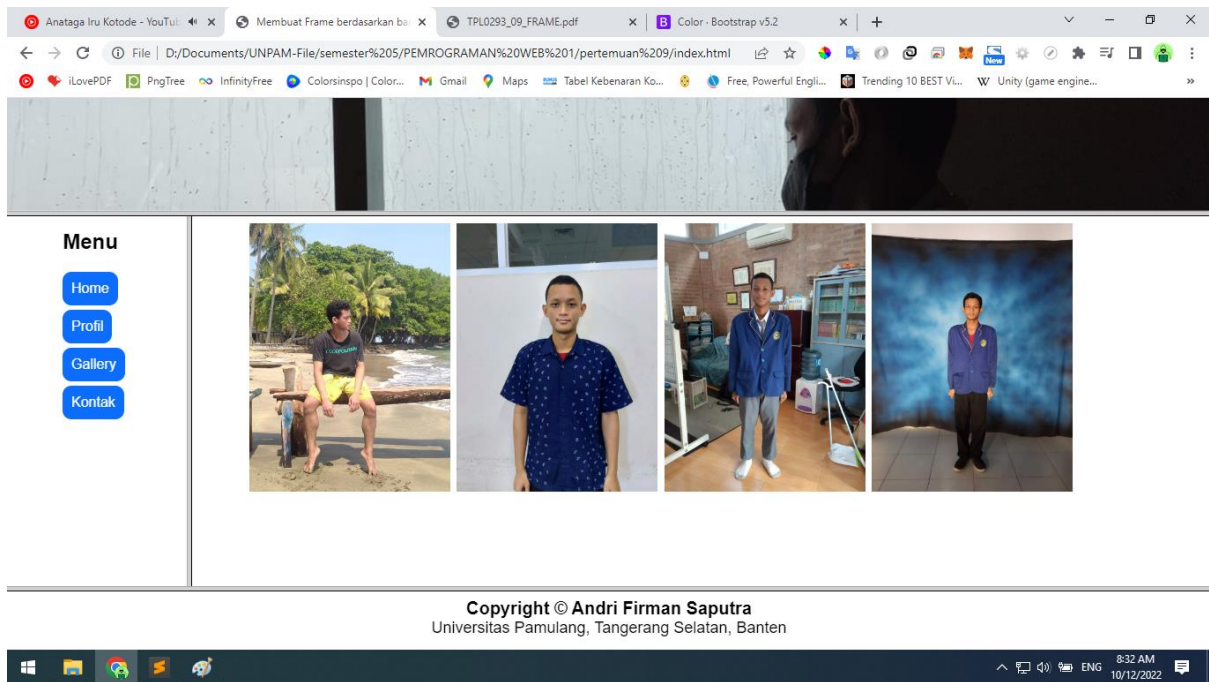 Anataga Iru Kotode - YouTub
Membuat Frame berdasarkan ba
TPL0293_09_FRAME.pdf
Color · Bootstrap v5.2
File | D:/Documents/UNPAM-File/semester%205/PEMROGRAMAN%20WEB%201/pertemuan%209/index.html
New
iLovePDF
PngTree
InfinityFree
Colorsinspo | Color...
Gmail
Maps
Tabel Kebenaran Ko...
Free, Powerful Engli...
Trending 10 BEST Vi...
Unity (game engine...
Menu
Home
Profil
Gallery
Kontak
Copyright © Andri Firman Saputra
Universitas Pamulang, Tangerang Selatan, Banten
ENG
8:32 AM
10/12/2022